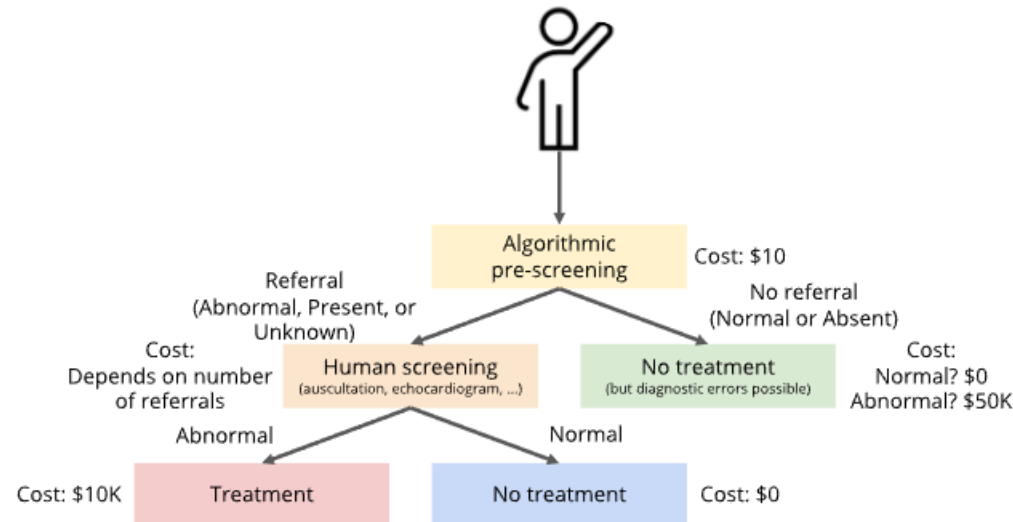 Algorithmic
pre-screening
Cost: $10
Referral
(Abnormal, Present, or
Unknown)
No referral
(Normal or Absent)
Cost:
Depends on number
of referrals
Human screening
(auscultation, echocardiogram, ...)
No treatment
(but diagnostic errors possible)
Cost:
Normal? $0
Abnormal? $50K
Abnormal
Normal
Cost: $10K
Treatment
No treatment
Cost: $0